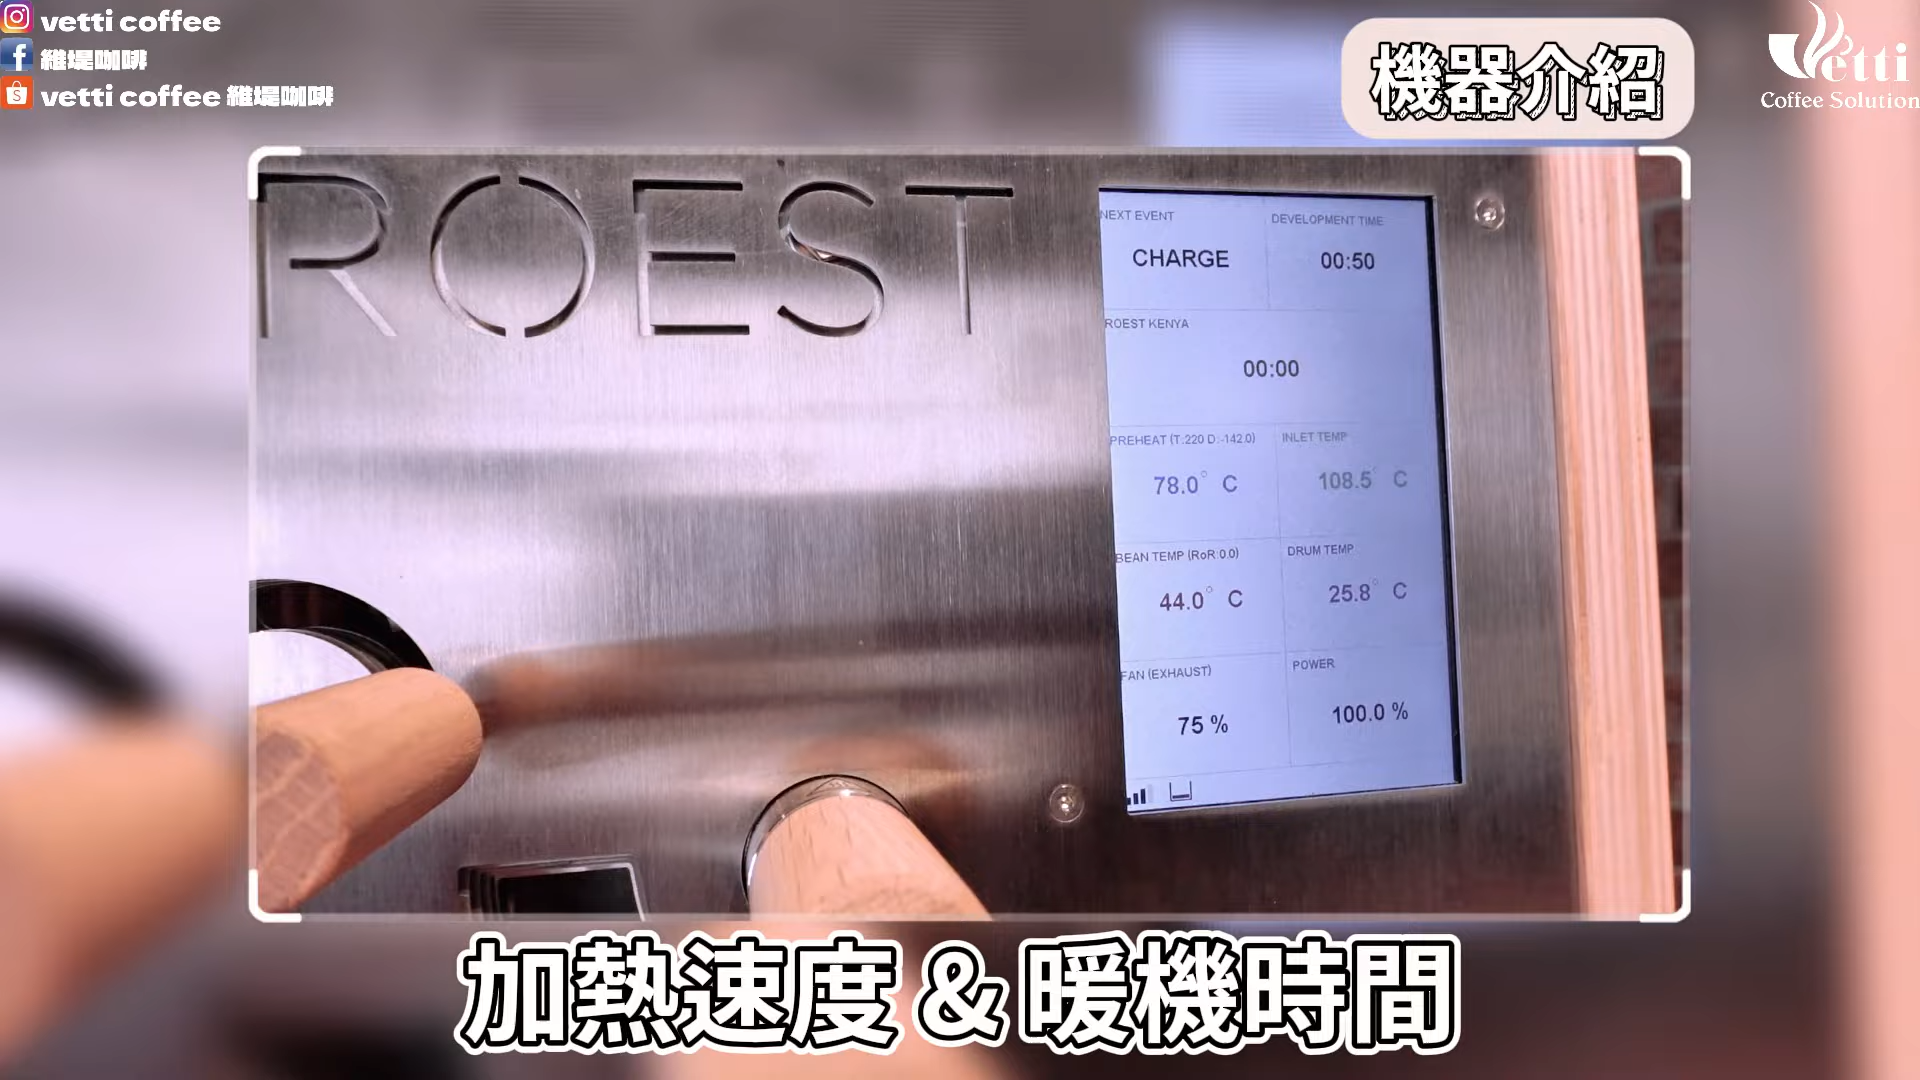 vetti coffee
維堤咖啡
vetti coffee 維堤咖啡
機器介紹
Vetti
Coffee Solution
ROEST
NEXT EVENT
DEVELOPMENT TIME
CHARGE
00:50
ROEST KENYA
00:00
PREHEAT (T:220 D:-142.0)
INLET TEMP
78.0° C
108.5° C
BEAN TEMP (RoR:0.0)
DRUM TEMP
44.0° C
25.8° C
FAN (EXHAUST)
POWER
75 %
100.0 %
加熱速度 & 暖機時間